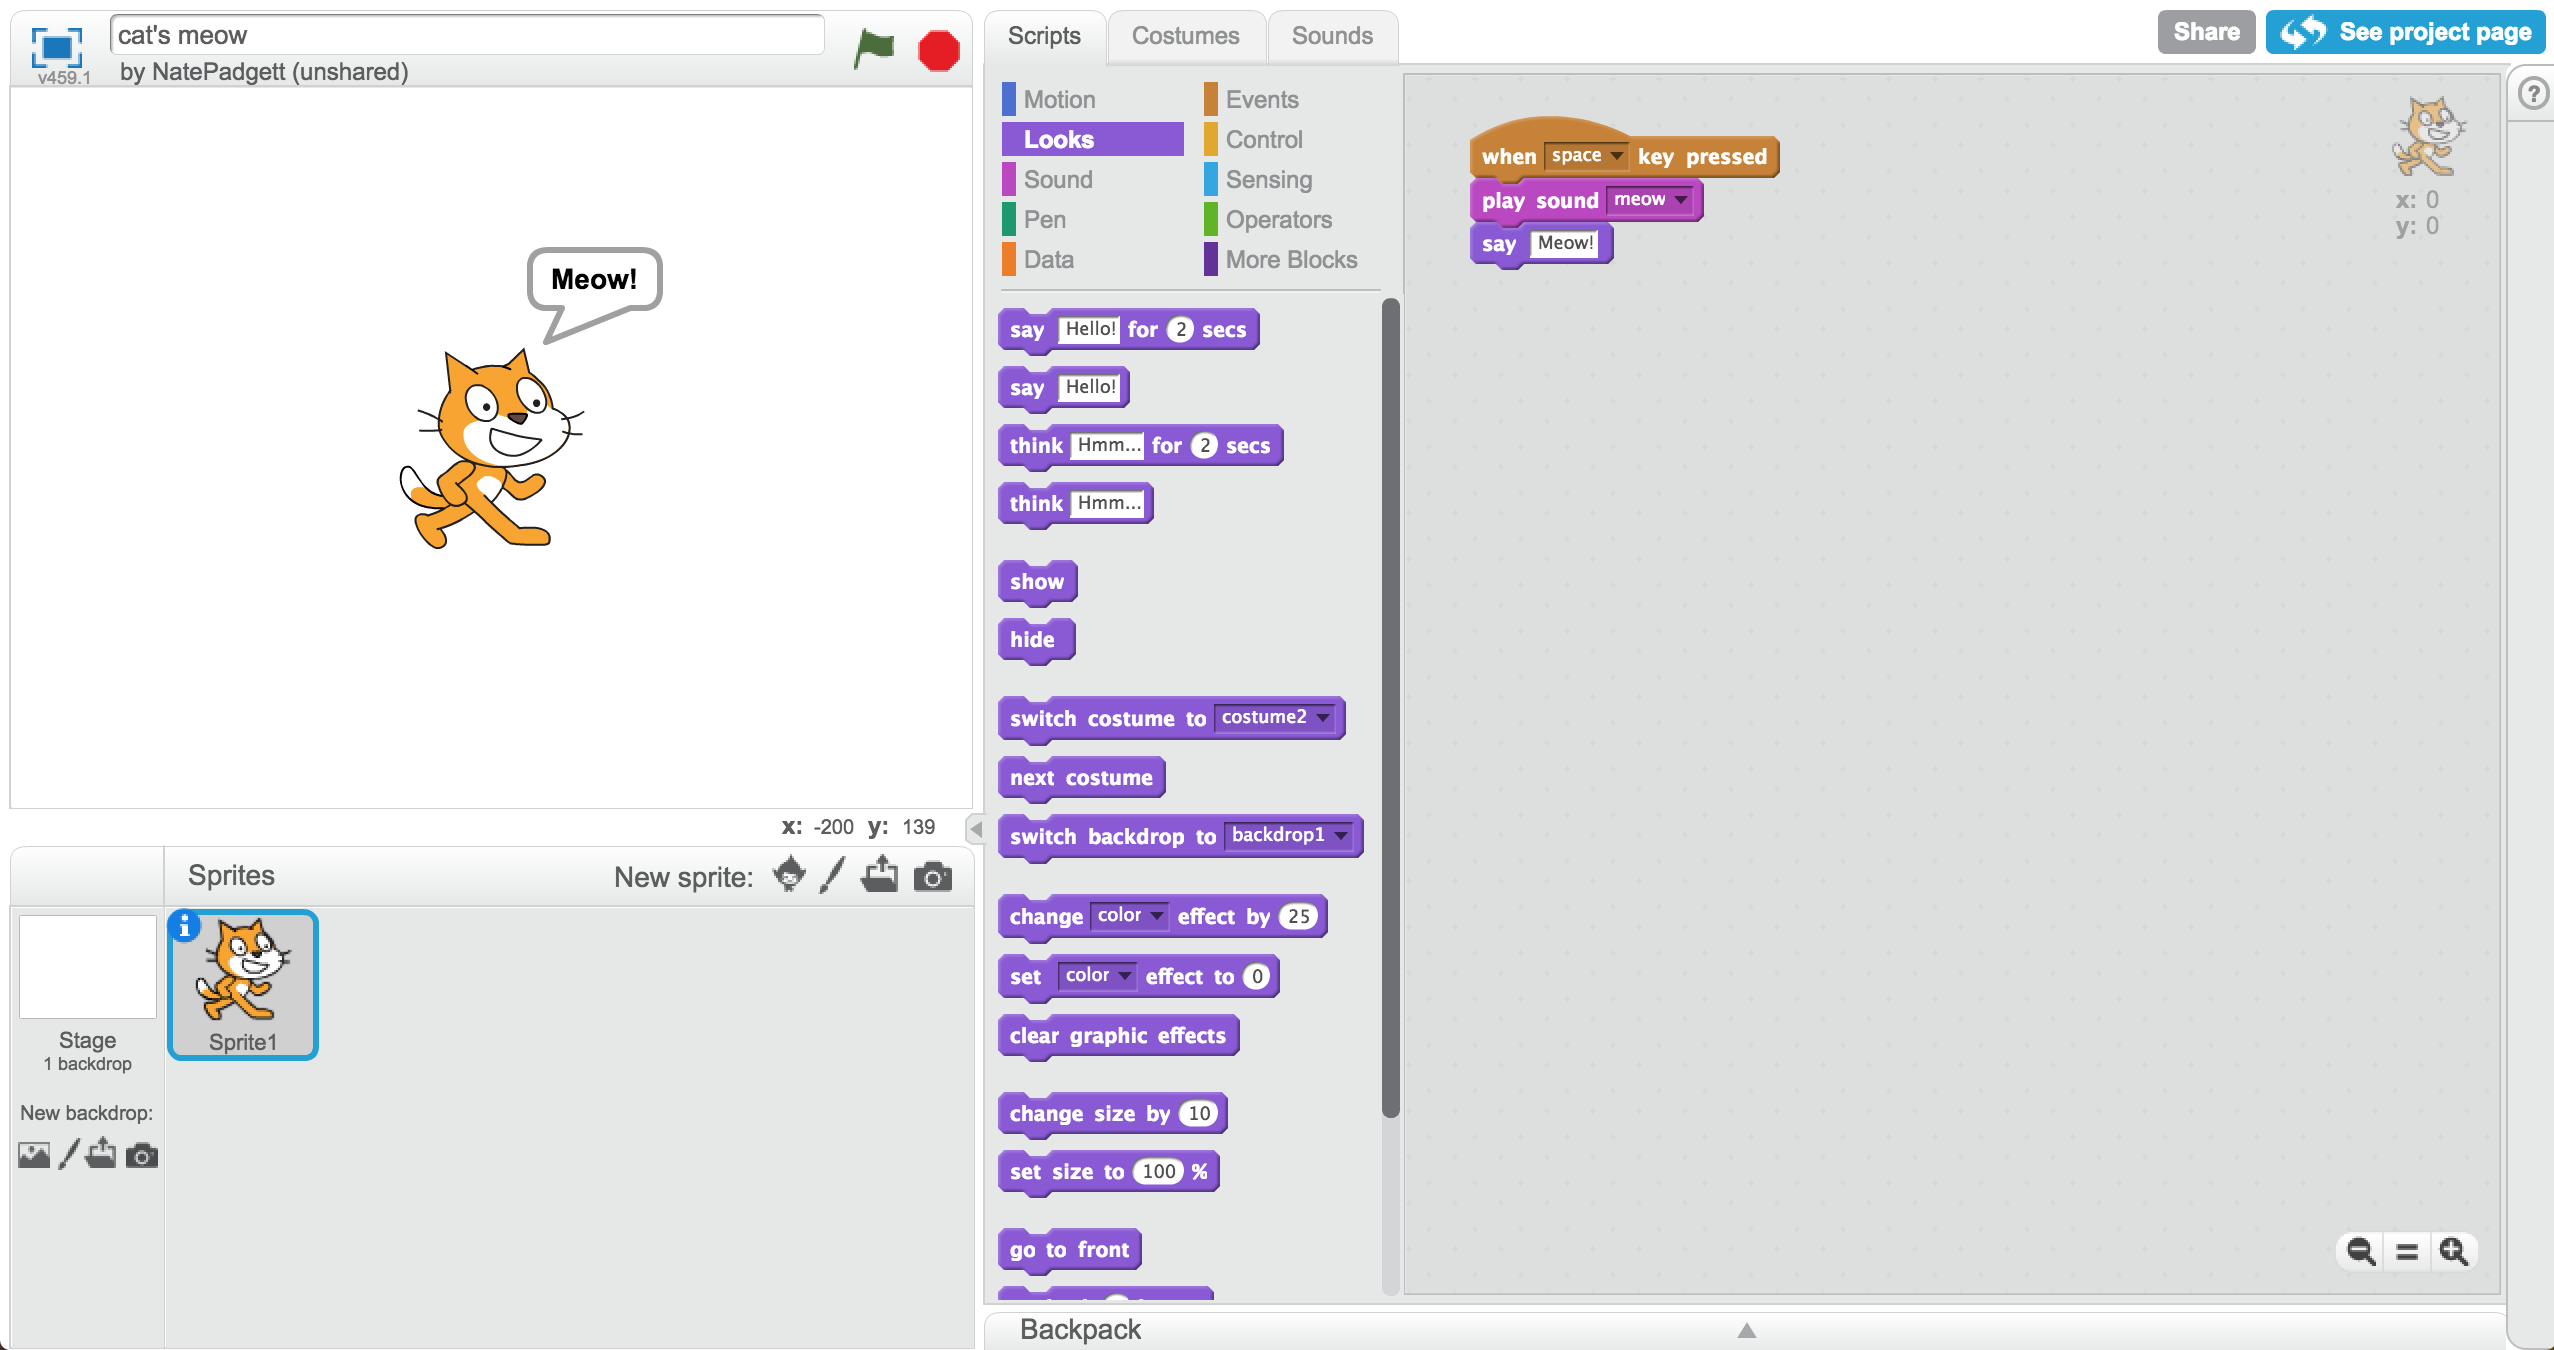 cat's meow
by NatePadgett (unshared)
v459.1
Meow!
x: -200 y: 139
Sprites
New sprite:
Stage
1 backdrop
New backdrop:
Sprite1
Scripts
Costumes
Sounds
Share
See project page
Motion
Looks
Sound
Pen
Data
Events
Control
Sensing
Operators
More Blocks
say Hello! for 2 secs
say Hello!
think Hmm... for 2 secs
think Hmm...
show
hide
switch costume to costume2
next costume
switch backdrop to backdrop1
change color effect by 25
set color effect to 0
clear graphic effects
change size by 10
set size to 100 %
go to front
when space key pressed
play sound meow
say Meow!
x: 0
y: 0
?
Backpack